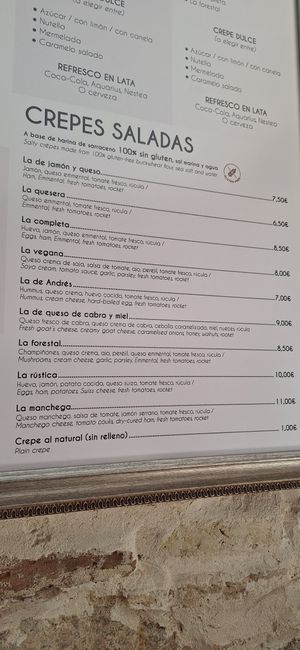 DULCE
(a elegir entre)
• Azúcar / con limón / con canela
• Nutella
• Mermelada
• Caramelo salado
REFRESCO EN LATA
Coca-Cola, Aquarius, Nestea
O cerveza
• La forestal
CREPE DULCE
(a elegir entre)
• Azúcar / con limón / con canela
• Nutella
• Mermelada
• Caramelo salado
REFRESCO EN LATA
Coca-Cola, Aquarius, Nestea
O cerveza
CREPES SALADAS
A base de harina de sarraceno 100% sin gluten, sal marina y agua
Salty crêpes made from 100% gluten-free buckwheat flour, sea salt and water
La de jamón y queso 7,50€
Jamón, queso emmental, tomate fresco, rúcula /
Ham, Emmental, fresh tomatoes, rocket
La quesera 6,50€
Queso emmental, tomate fresco, rúcula /
Emmental, fresh tomatoes, rocket
La completa 8,50€
Huevo, jamón, queso emmental, tomate fresco, rúcula /
Eggs, ham, Emmental, fresh tomatoes, rocket
La vegana 8,00€
Queso crema de soja, salsa de tomate, ajo, perejil, tomate fresco, rúcula /
Soya cream, tomato sauce, garlic, parsley, fresh tomatoes, rocket
La de Andrés 7,00€
Hummus, queso crema, huevo cocido, tomate fresco, rúcula /
Hummus, cream cheese, hard-boiled egg, fresh tomatoes, rocket
La de queso de cabra y miel 9,00€
Queso fresco de cabra, queso crema de cabra, cebolla caramelizada, miel, nueces, rúcula
Fresh goat's cheese, creamy goat cheese, caramelised onions, honey, walnuts, rocket
La forestal 8,50€
Champiñones, queso crema, ajo, perejil, queso emmental, tomate fresco, rúcula /
Mushrooms, cream cheese, garlic, parsley, Emmental, fresh tomatoes, rocket
La rústica 10,00€
Huevo, jamón, patata cocida, queso suizo, tomate fresco, rúcula /
Eggs, ham, potatoes, Swiss cheese, fresh tomatoes, rocket
La manchega 11,00€
Queso manchego, salsa de tomate, jamón serrano, tomate fresco, rúcula /
Manchego cheese, tomato coulis, dry-cured ham, fresh tomatoes, rocket
Crepe al natural (sin relleno) 1,00€
Plain crepe